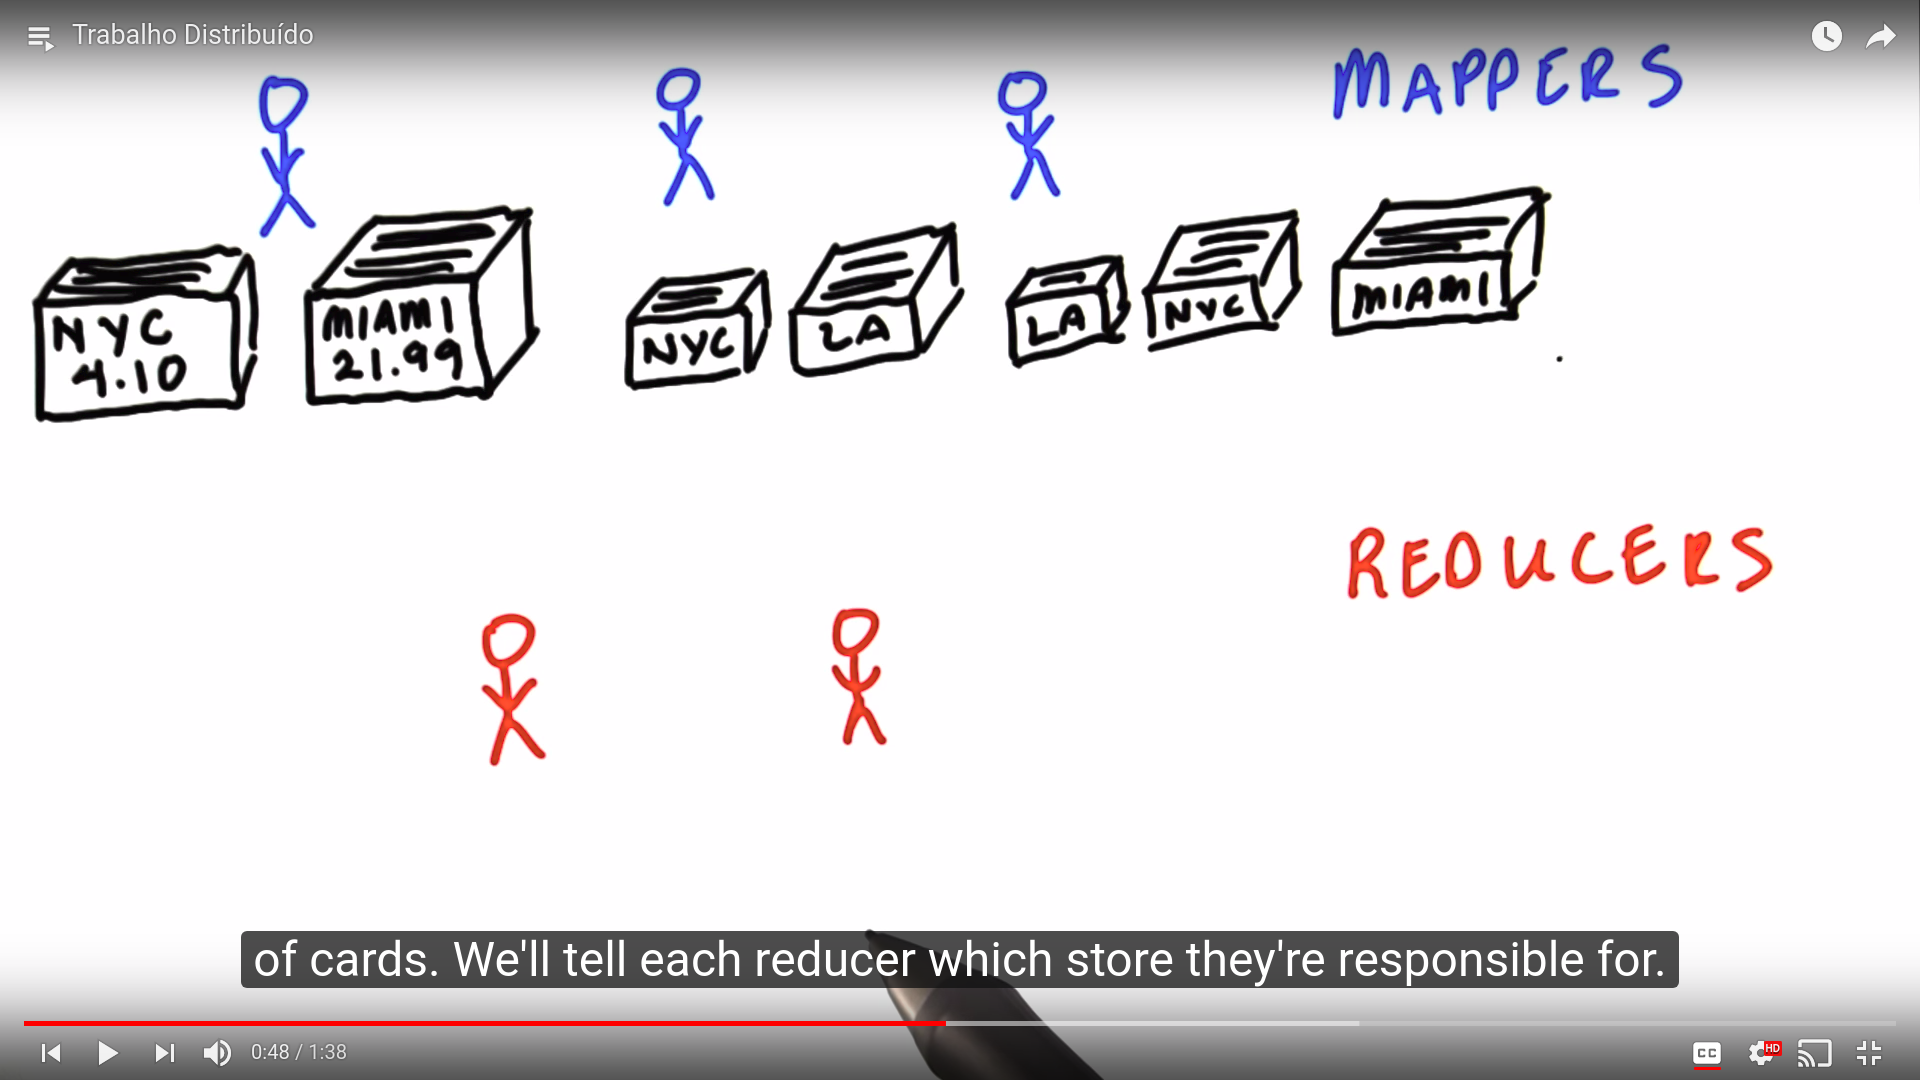 Trabalho Distribuído
MAPPERS
NYC
4.10
MIAMI
21.99
NYC
LA
LA
NYC
MIAMI
REDUCERS
of cards. We'll tell each reducer which store they're responsible for.
0:48 / 1:38
CC
HD